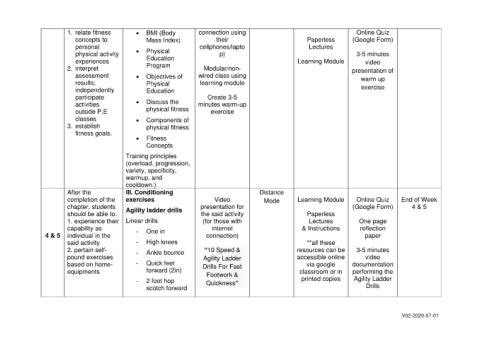 1. relate fitness
concepts to
personal
physical activity
experiences
2. interpret
assessment
results;
independently
participate
activities
outside P.E
classes
3. establish
fitness goals.
• BMI (Body
Mass Index)
• Physical
Education
Program
• Objectives of
Physical
Education
• Discuss the
physical fitness
• Components of
physical fitness
• Fitness
Concepts
Training principles
(overload, progression,
variety, specificity,
warmup, and
cooldown.)
connection using
their
cellphones/lapto
p)
Modular/non-
wired class using
learning module
Create 3-5
minutes warm-up
exercise
Paperless
Lectures
Learning Module
Online Quiz
(Google Form)
3-5 minutes
video
presentation of
warm up
exercise
4 & 5
After the
completion of the
chapter, students
should be able to:
1. experience their
capability as
individual in the
said activity
2. pertain self-
pound exercises
based on home-
equipments
III. Conditioning
exercises
Agility ladder drills
Linear drills
- One in
- High knees
- Ankle bounce
- Quick feet
forward (2in)
- 2 foot hop
scotch forward
Video
presentation for
the said activity
(for those with
internet
connection)
"10 Speed &
Agility Ladder
Drills For Fast
Footwork &
Quickness"
Distance
Mode
Learning Module
Paperless
Lectures
& Instructions
**all these
resources can be
accessible online
via google
classroom or in
printed copies
Online Quiz
(Google Form)
One page
reflection
paper
3-5 minutes
video
documentation
performing the
Agility Ladder
Drills
End of Week
4 & 5
V02-2020-07-01